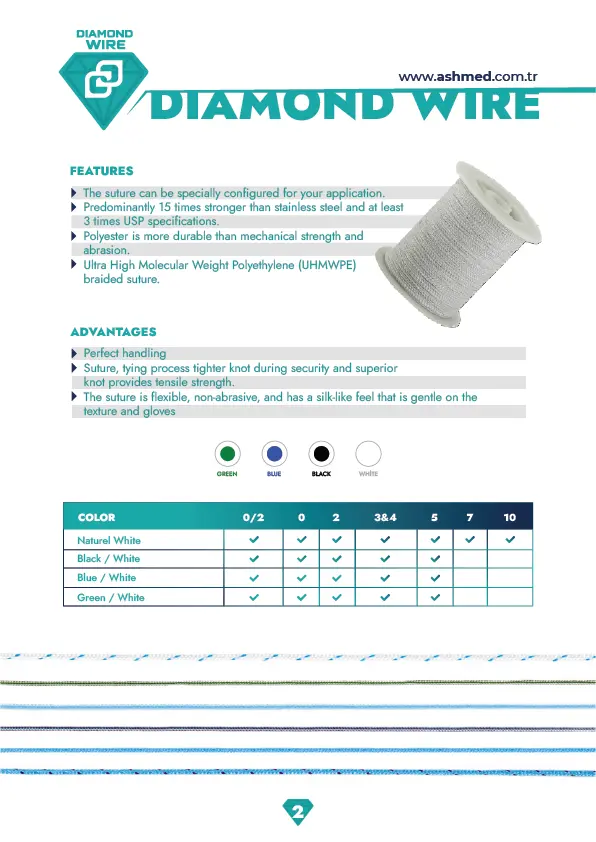 DIAMOND
WIRE
www.ashmed.com.tr
DIAMOND WIRE
FEATURES
The suture can be specially configured for your application.
Predominantly 15 times stronger than stainless steel and at least
3 times USP specifications.
Polyester is more durable than mechanical strength and
abrasion.
Ultra High Molecular Weight Polyethylene (UHMWPE)
braided suture.
ADVANTAGES
Perfect handling
Suture, tying process tighter knot during security and superior
knot provides tensile strength.
The suture is flexible, non-abrasive, and has a silk-like feel that is gentle on the
texture and gloves
GREEN BLUE BLACK WHİTE
COLOR 0/2 0 2 3&4 5 7 10
Naturel White ✓ ✓ ✓ ✓ ✓ ✓ ✓
Black / White ✓ ✓ ✓ ✓ ✓
Blue / White ✓ ✓ ✓ ✓ ✓
Green / White ✓ ✓ ✓ ✓ ✓
2